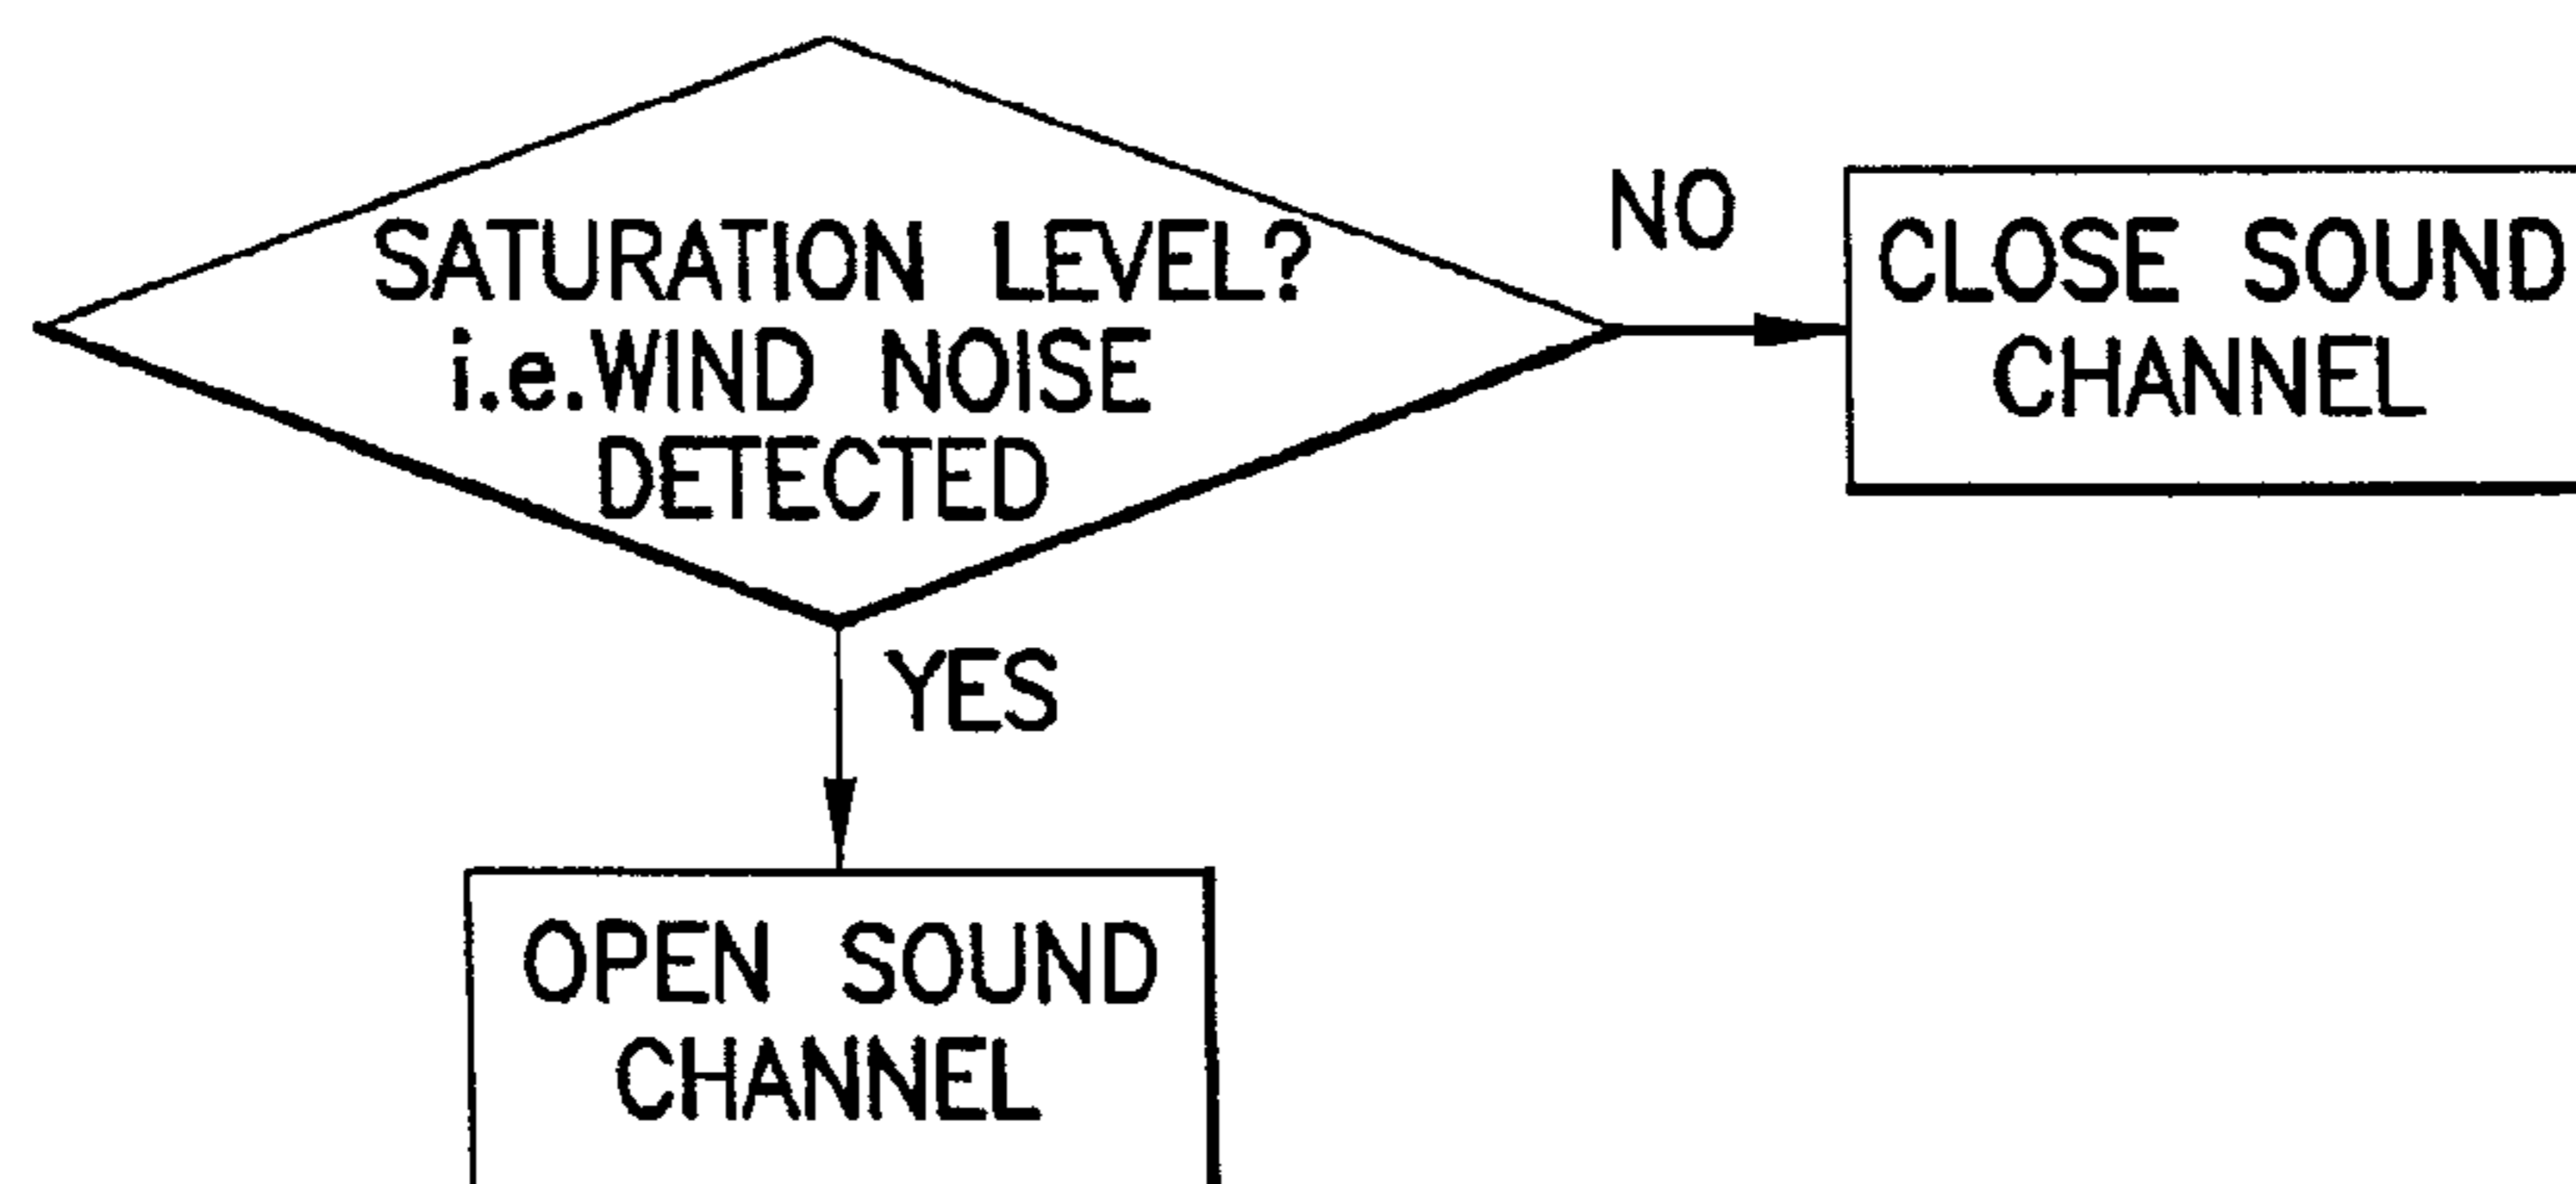 SATURATION LEVEL?
i.e.WIND NOISE
DETECTED
NO
CLOSE SOUND
CHANNEL
YES
OPEN SOUND
CHANNEL